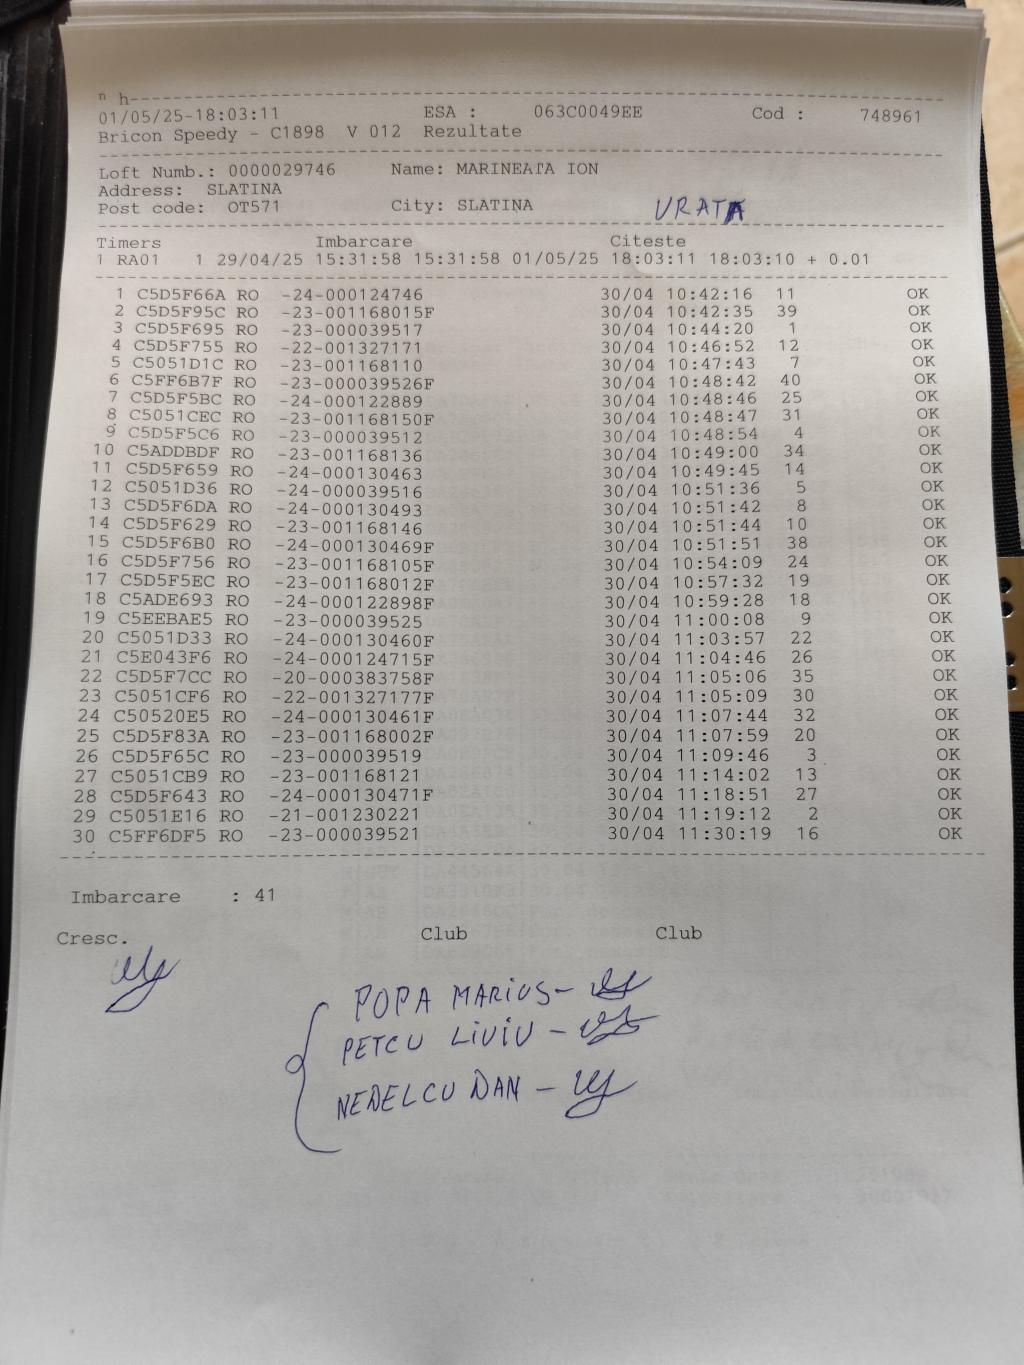 n h-----------------------------------------------
01/05/25-18:03:11 ESA : 063C0049EE Cod : 748961
Bricon Speedy - C1898 V 012 Rezultate
Loft Numb.: 0000029746 Name: MARINEATA ION
Address: SLATINA
Post code: OT571 City: SLATINA VRATA
Timers Imbarcare Citeste
1 RA01 1 29/04/25 15:31:58 15:31:58 01/05/25 18:03:11 18:03:10 + 0.01
1 C5D5F66A RO -24-000124746 30/04 10:42:16 11 OK
2 C5D5F95C RO -23-001168015F 30/04 10:42:35 39 OK
3 C5D5F695 RO -23-000039517 30/04 10:44:20 1 OK
4 C5D5F755 RO -22-001327171 30/04 10:46:52 12 OK
5 C5051D1C RO -23-001168110 30/04 10:47:43 7 OK
6 C5FF6B7F RO -23-000039526F 30/04 10:48:42 40 OK
7 C5D5F5BC RO -24-000122889 30/04 10:48:46 25 OK
8 C5051CEC RO -23-001168150F 30/04 10:48:47 31 OK
9 C5D5F5C6 RO -23-000039512 30/04 10:48:54 4 OK
10 C5ADDBDF RO -23-001168136 30/04 10:49:00 34 OK
11 C5D5F659 RO -24-000130463 30/04 10:49:45 14 OK
12 C5051D36 RO -24-000039516 30/04 10:51:36 5 OK
13 C5D5F6DA RO -24-000130493 30/04 10:51:42 8 OK
14 C5D5F629 RO -23-001168146 30/04 10:51:44 10 OK
15 C5D5F6B0 RO -24-000130469F 30/04 10:51:51 38 OK
16 C5D5F756 RO -23-001168105F 30/04 10:54:09 24 OK
17 C5D5F5EC RO -23-001168012F 30/04 10:57:32 19 OK
18 C5ADE693 RO -24-000122898F 30/04 10:59:28 18 OK
19 C5EEBAE5 RO -23-000039525 30/04 11:00:08 9 OK
20 C5051D33 RO -24-000130460F 30/04 11:03:57 22 OK
21 C5E043F6 RO -24-000124715F 30/04 11:04:46 26 OK
22 C5D5F7CC RO -20-000383758F 30/04 11:05:06 35 OK
23 C5051CF6 RO -22-001327177F 30/04 11:05:09 30 OK
24 C50520E5 RO -24-000130461F 30/04 11:07:44 32 OK
25 C5D5F83A RO -23-001168002F 30/04 11:07:59 20 OK
26 C5D5F65C RO -23-000039519 30/04 11:09:46 3 OK
27 C5051CB9 RO -23-001168121 30/04 11:14:02 13 OK
28 C5D5F643 RO -24-000130471F 30/04 11:18:51 27 OK
29 C5051E16 RO -21-001230221 30/04 11:19:12 2 OK
30 C5FF6DF5 RO -23-000039521 30/04 11:30:19 16 OK
Imbarcare : 41
Cresc. Club Club
POPA MARIUS-
PETCU LIVIU -
NEDELCU DAN -